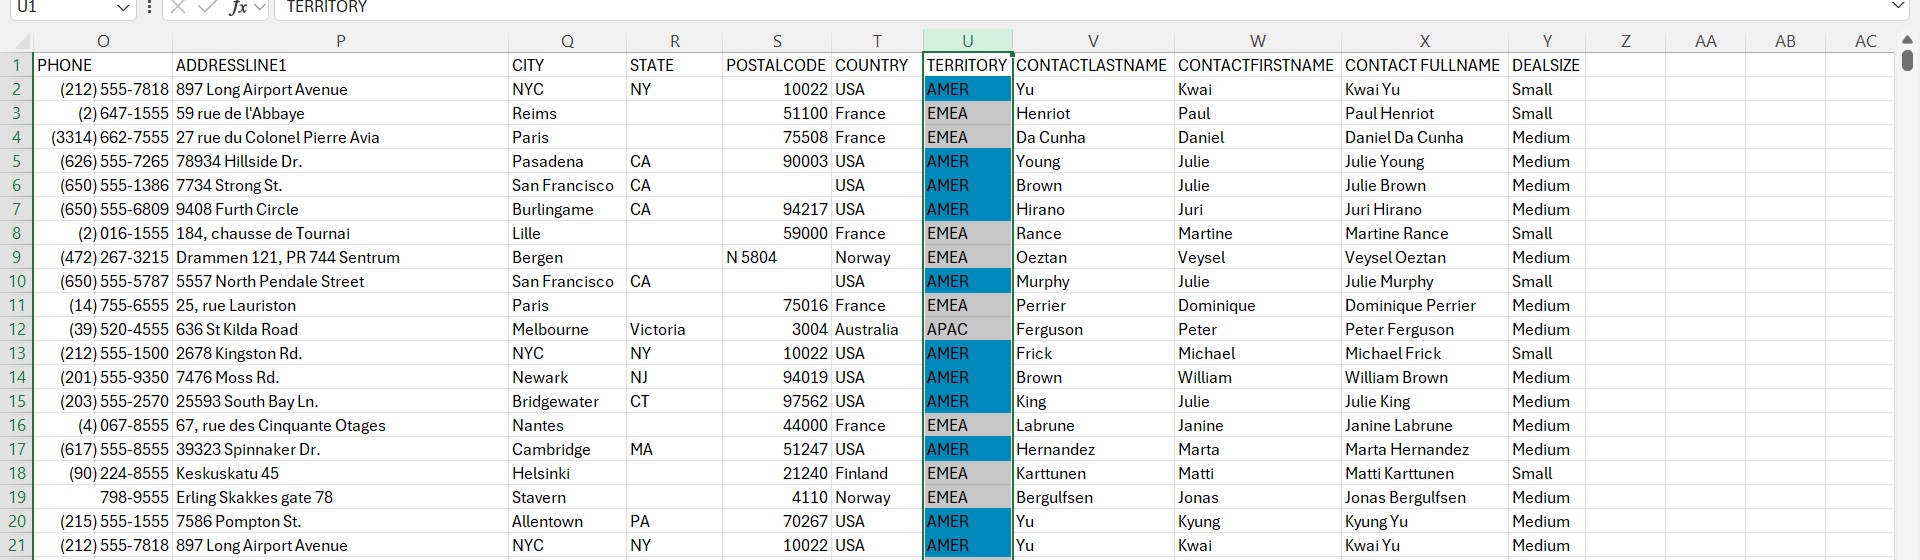 U1 fx TERRITORY
O P Q R S T U V W X Y Z AA AB AC
1 PHONE ADDRESSLINE1 CITY STATE POSTALCODE COUNTRY TERRITORY CONTACTLASTNAME CONTACTFIRSTNAME CONTACT FULLNAME DEALSIZE
2 (212) 555-7818 897 Long Airport Avenue NYC NY 10022 USA AMER Yu Kwai Kwai Yu Small
3 (2) 647-1555 59 rue de l'Abbaye Reims 51100 France EMEA Henriot Paul Paul Henriot Small
4 (3314) 662-7555 27 rue du Colonel Pierre Avia Paris 75508 France EMEA Da Cunha Daniel Daniel Da Cunha Medium
5 (626) 555-7265 78934 Hillside Dr. Pasadena CA 90003 USA AMER Young Julie Julie Young Medium
6 (650) 555-1386 7734 Strong St. San Francisco CA USA AMER Brown Julie Julie Brown Medium
7 (650) 555-6809 9408 Furth Circle Burlingame CA 94217 USA AMER Hirano Juri Juri Hirano Medium
8 (2) 016-1555 184, chausse de Tournai Lille 59000 France EMEA Rance Martine Martine Rance Small
9 (472) 267-3215 Drammen 121, PR 744 Sentrum Bergen N 5804 Norway EMEA Oeztan Veysel Veysel Oeztan Medium
10 (650) 555-5787 5557 North Pendale Street San Francisco CA USA AMER Murphy Julie Julie Murphy Small
11 (14) 755-6555 25, rue Lauriston Paris 75016 France EMEA Perrier Dominique Dominique Perrier Medium
12 (39) 520-4555 636 St Kilda Road Melbourne Victoria 3004 Australia APAC Ferguson Peter Peter Ferguson Medium
13 (212) 555-1500 2678 Kingston Rd. NYC NY 10022 USA AMER Frick Michael Michael Frick Small
14 (201) 555-9350 7476 Moss Rd. Newark NJ 94019 USA AMER Brown William William Brown Medium
15 (203) 555-2570 25593 South Bay Ln. Bridgewater CT 97562 USA AMER King Julie Julie King Medium
16 (4) 067-8555 67, rue des Cinquante Otages Nantes 44000 France EMEA Labrune Janine Janine Labrune Medium
17 (617) 555-8555 39323 Spinnaker Dr. Cambridge MA 51247 USA AMER Hernandez Marta Marta Hernandez Medium
18 (90) 224-8555 Keskuskatu 45 Helsinki 21240 Finland EMEA Karttunen Matti Matti Karttunen Small
19 798-9555 Erling Skakkes gate 78 Stavern 4110 Norway EMEA Bergulfsen Jonas Jonas Bergulfsen Medium
20 (215) 555-1555 7586 Pompton St. Allentown PA 70267 USA AMER Yu Kyung Kyung Yu Medium
21 (212) 555-7818 897 Long Airport Avenue NYC NY 10022 USA AMER Yu Kwai Kwai Yu Medium